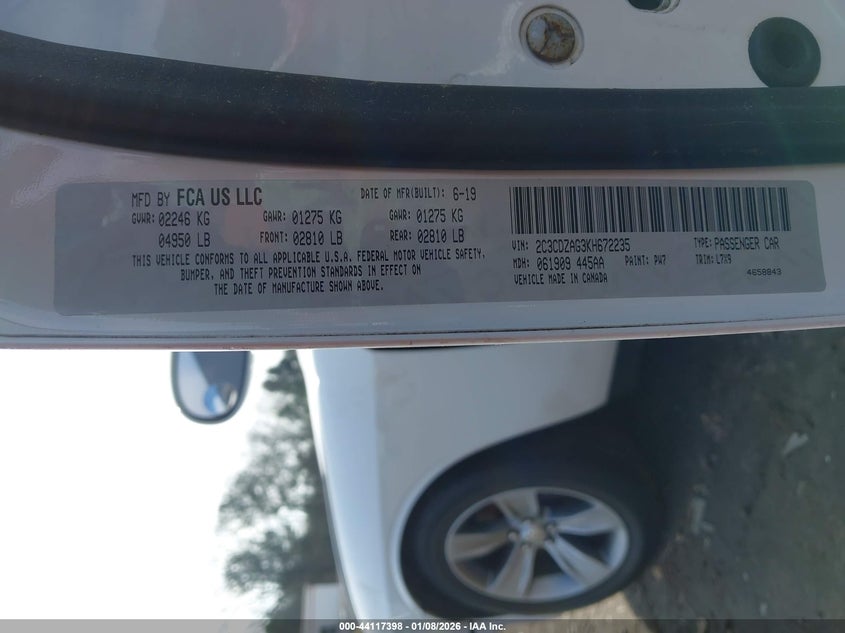 MFD BY FCA US LLC DATE OF MFR(BUILT): 6-19
GVWR: 02246 KG GAWR: 01275 KG GAWR: 01275 KG
04950 LB FRONT: 02810 LB REAR: 02810 LB
THIS VEHICLE CONFORMS TO ALL APPLICABLE U.S.A. FEDERAL MOTOR VEHICLE SAFETY,
BUMPER, AND THEFT PREVENTION STANDARDS IN EFFECT ON
THE DATE OF MANUFACTURE SHOWN ABOVE.
VIN: 2C3CDZAG3KH672235 TYPE: PASSENGER CAR
MDH: 061909 445AA PAINT: PW7 TRIM: L7X9
VEHICLE MADE IN CANADA 4658843
000-44117398 - 01/08/2026 - IAA Inc.